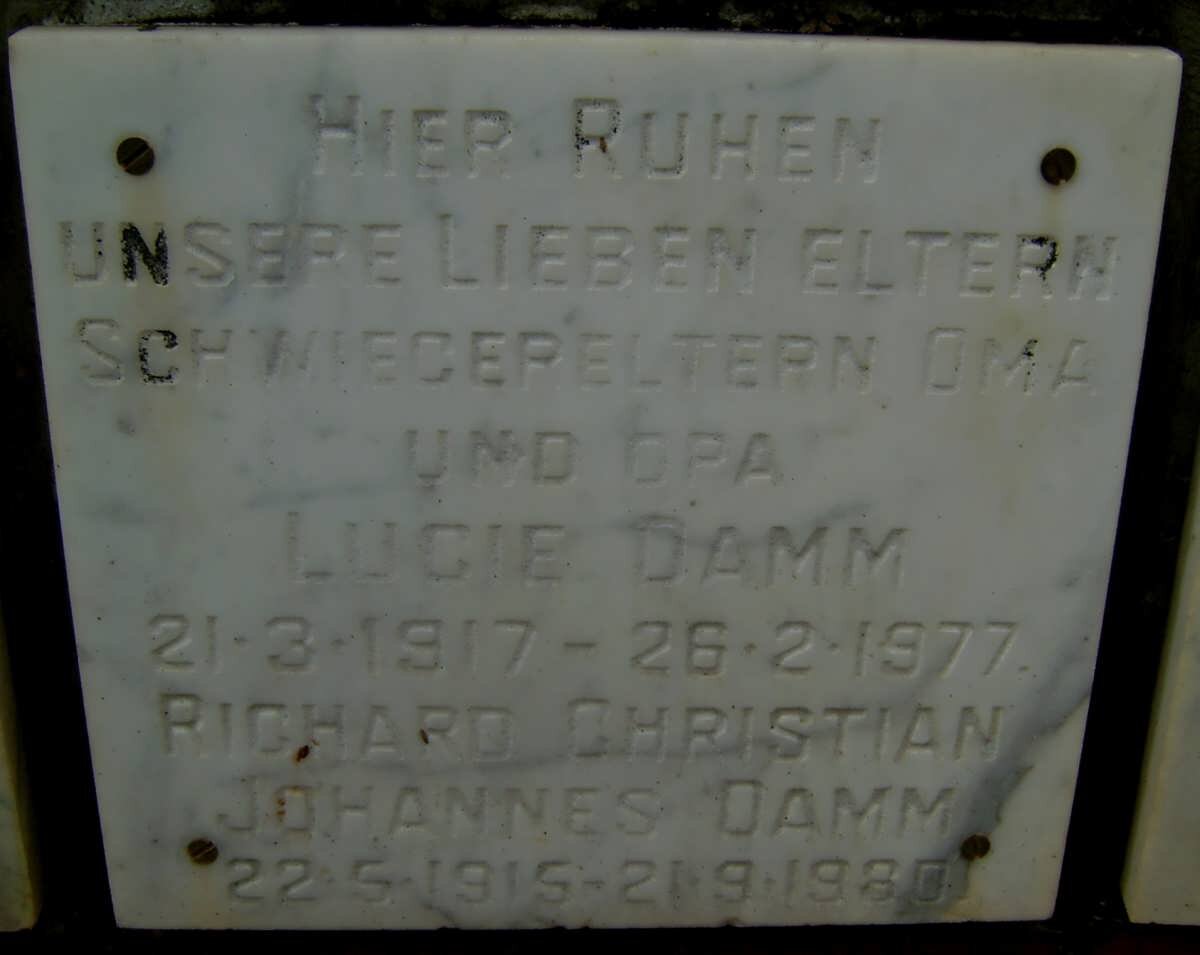 HIER RUHEN
UNSERE LIEBEN ELTERN
SCHWIEGERELTERN OMA
UND OPA
LUCIE DAMM
21·3·1917 – 26·2·1977.
RICHARD CHRISTIAN
JOHANNES DAMM
22·5·1915-21·9·1980.